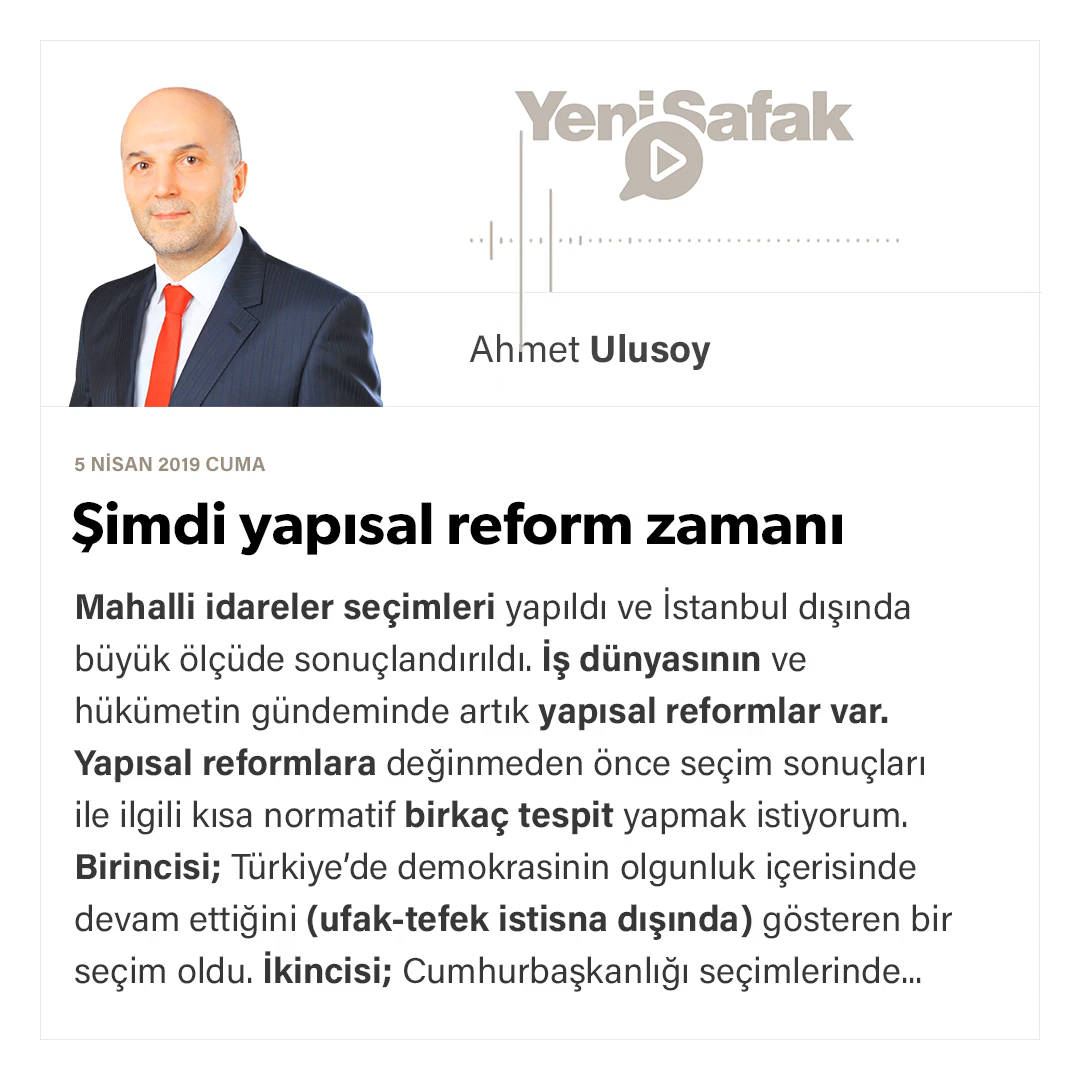 YeniŞafak
Ahmet Ulusoy
5 NİSAN 2019 CUMA
Şimdi yapısal reform zamanı
Mahalli idareler seçimleri yapıldı ve İstanbul dışında
büyük ölçüde sonuçlandırıldı. İş dünyasının ve
hükümetin gündeminde artık yapısal reformlar var.
Yapısal reformlara değinmeden önce seçim sonuçları
ile ilgili kısa normatif birkaç tespit yapmak istiyorum.
Birincisi; Türkiye’de demokrasinin olgunluk içerisinde
devam ettiğini (ufak-tefek istisna dışında) gösteren bir
seçim oldu. İkincisi; Cumhurbaşkanlığı seçimlerinde...